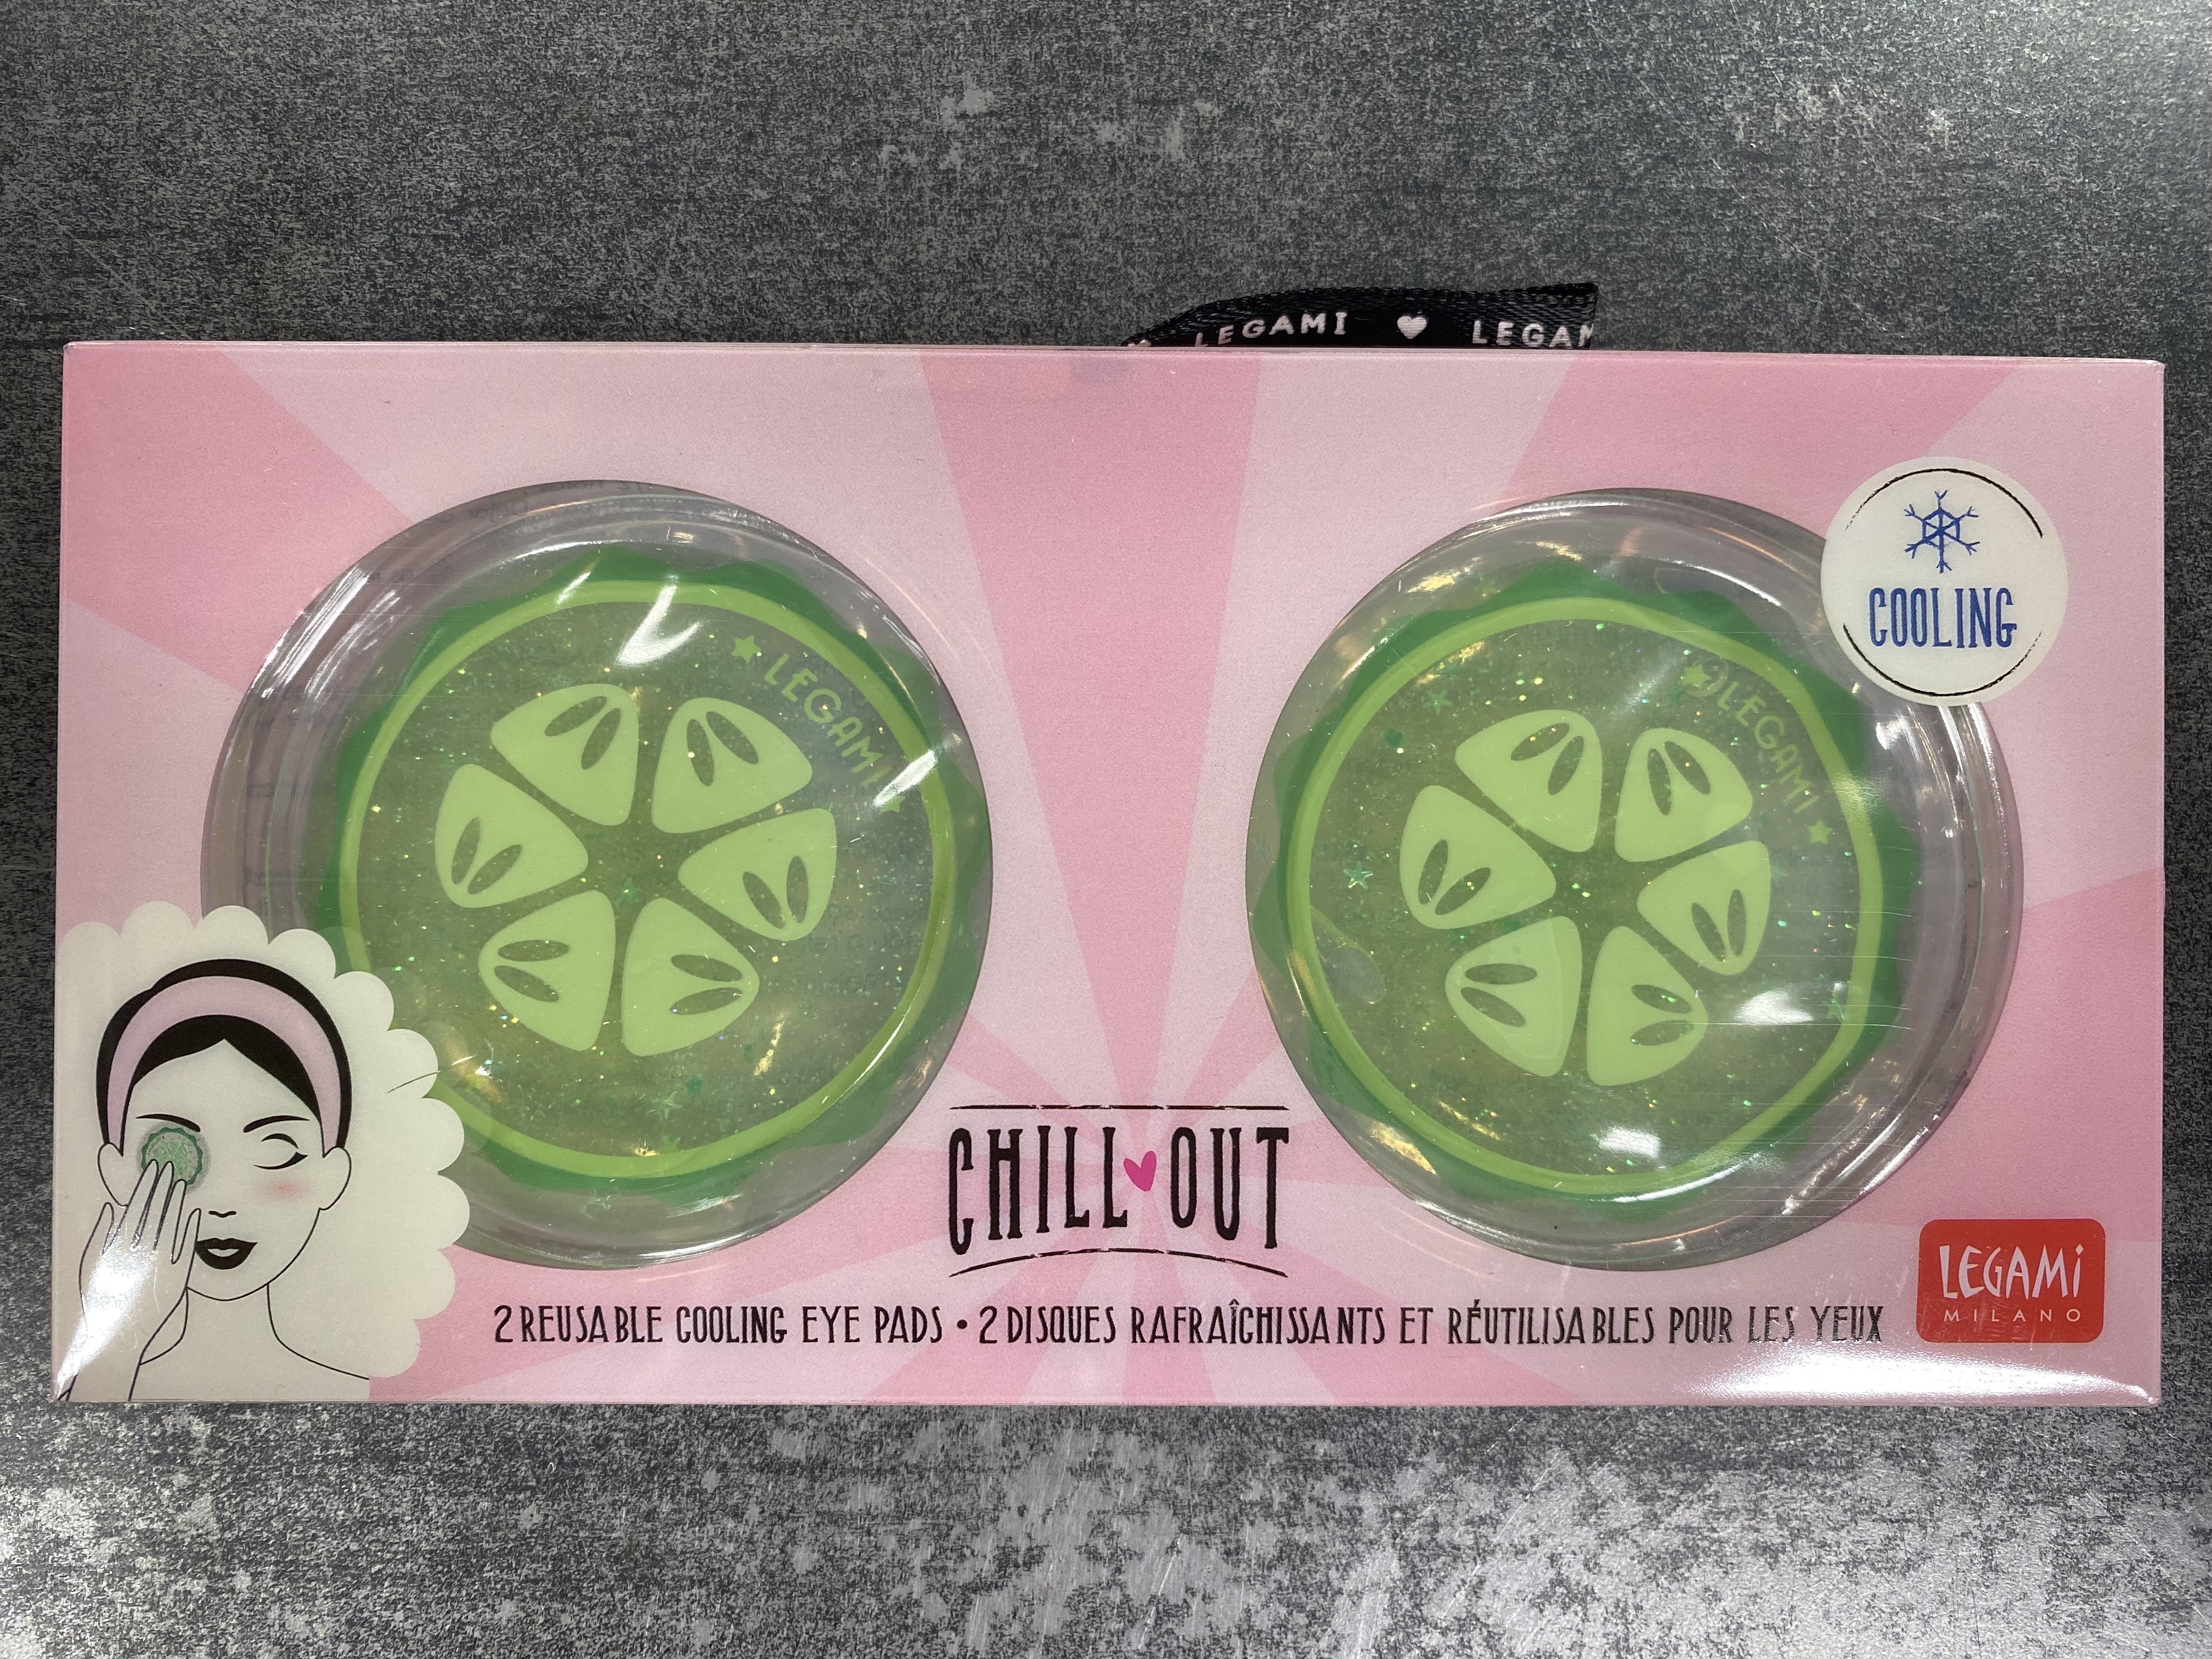 LEGAMI ♥ LEGAM
COOLING
LEGAMI
LEGAMI
CHILL OUT
2 REUSABLE COOLING EYE PADS • 2 DISQUES RAFRAÎCHISSANTS ET RÉUTILISABLES POUR LES YEUX
LEGAMI
MILANO